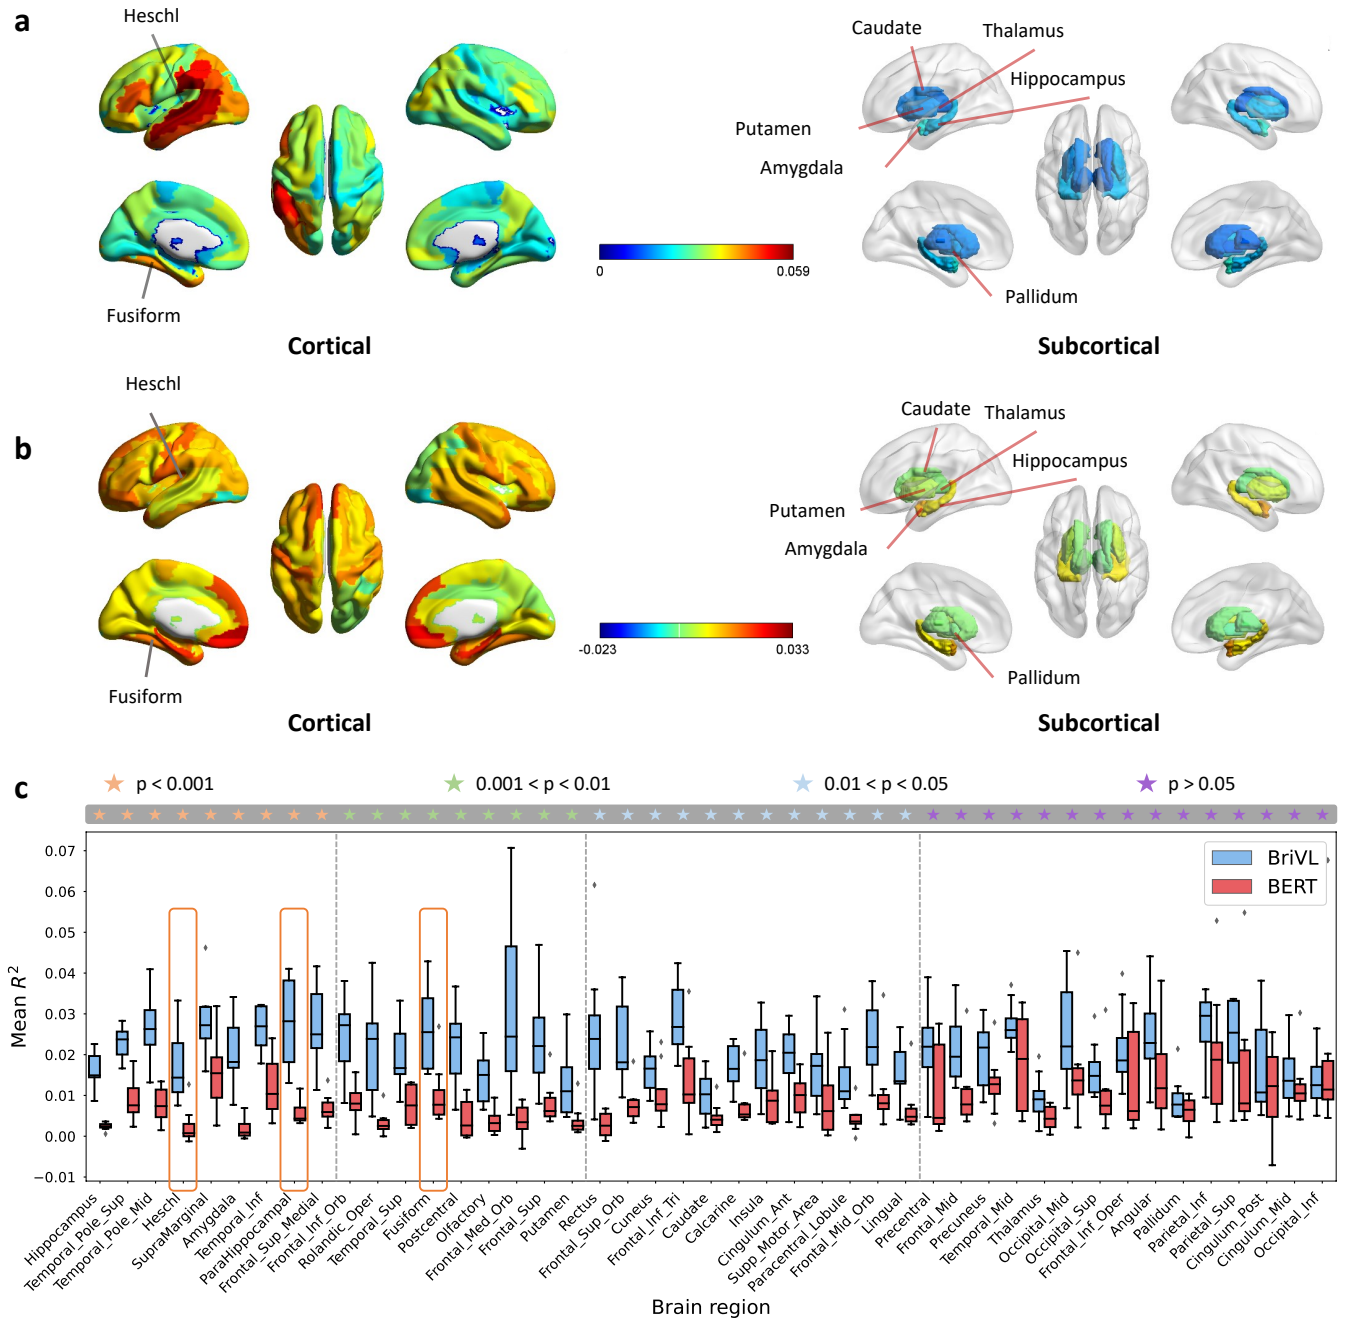 a
Heschl
Fusiform
Cortical
0 0.059
Caudate
Thalamus
Hippocampus
Putamen
Amygdala
Pallidum
Subcortical
b
Heschl
Fusiform
Cortical
-0.023 0.033
Caudate
Thalamus
Hippocampus
Putamen
Amygdala
Pallidum
Subcortical
c
p < 0.001
0.001 < p < 0.01
0.01 < p < 0.05
p > 0.05
BriVL
BERT
Mean R²
0.07
0.06
0.05
0.04
0.03
0.02
0.01
0.00
−0.01
Hippocampus
Temporal_Pole_Sup
Temporal_Pole_Mid
Heschl
SupraMarginal
Amygdala
Temporal_Inf
ParaHippocampal
Frontal_Sup_Medial
Frontal_Inf_Orb
Rolandic_Oper
Temporal_Sup
Fusiform
Postcentral
Olfactory
Frontal_Med_Orb
Frontal_Sup
Putamen
Rectus
Frontal_Sup_Orb
Cuneus
Frontal_Inf_Tri
Caudate
Calcarine
Insula
Cingulum_Ant
Supp_Motor_Area
Paracentral_Lobule
Frontal_Mid_Orb
Lingual
Precentral
Frontal_Mid
Precuneus
Temporal_Mid
Thalamus
Occipital_Mid
Occipital_Sup
Frontal_Inf_Oper
Angular
Pallidum
Parietal_Inf
Parietal_Sup
Cingulum_Post
Cingulum_Mid
Occipital_Inf
Brain region